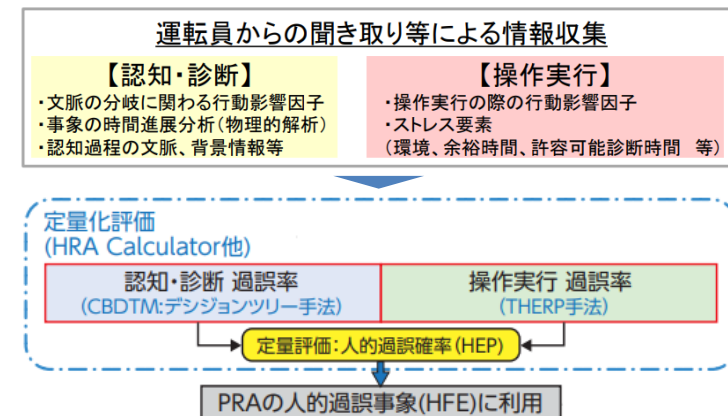 運転員からの聞き取り等による情報収集
【認知・診断】
・文脈の分岐に関わる行動影響因子
・事象の時間進展分析(物理的解析)
・認知過程の文脈、背景情報等
【操作実行】
・操作実行の際の行動影響因子
・ストレス要素
(環境、余裕時間、許容可能診断時間 等)
定量化評価
(HRA Calculator他)
認知・診断 過誤率
(CBDTM:デシジョンツリー手法)
操作実行 過誤率
(THERP手法)
定量評価:人的過誤確率(HEP)
PRAの人的過誤事象(HFE)に利用